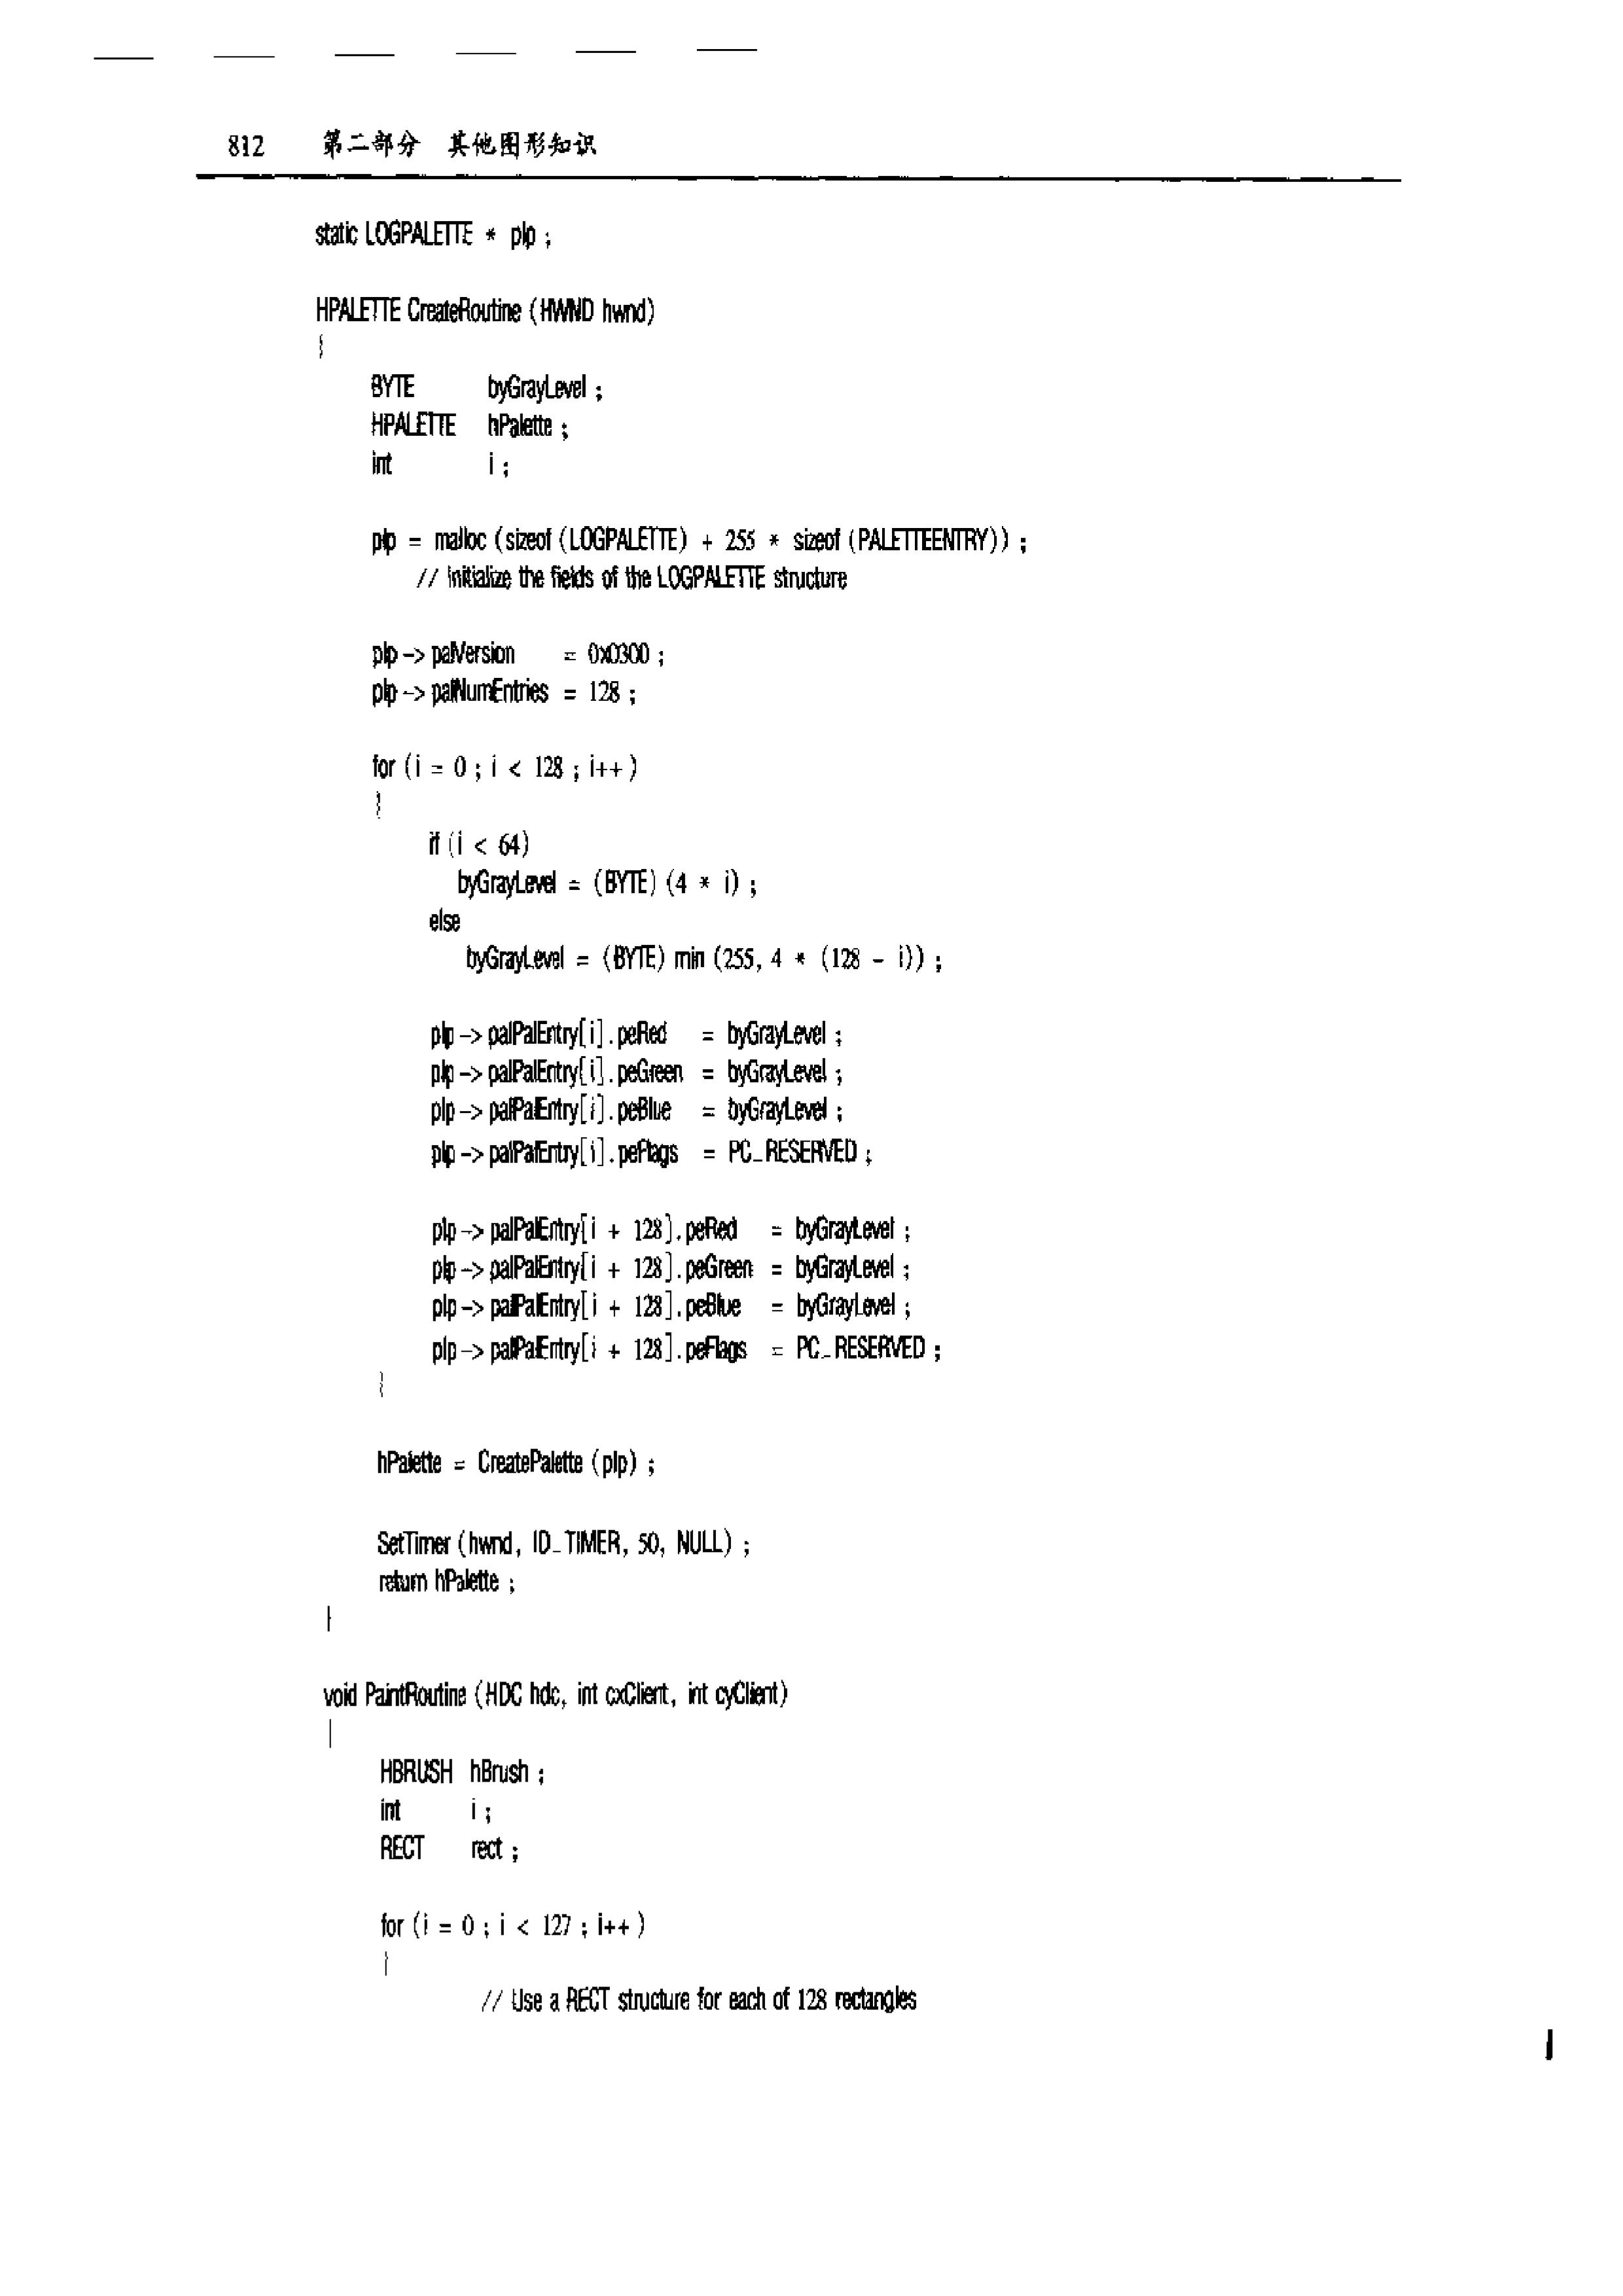 812 第二部分 其他图形知识
static LOGPALETTE * plp ;
HPALETTE CreateRoutine (HWND hwnd)
{
BYTE byGrayLevel ;
HPALETTE hPalette ;
int i ;
plp = malloc (sizeof (LOGPALETTE) + 255 * sizeof (PALETTEENTRY)) ;
// Initialize the fields of the LOGPALETTE structure
plp -> palVersion = 0x0300 ;
plp -> palNumEntries = 128 ;
for (i = 0 ; i < 128 ; i++ )
{
if (i < 64)
byGrayLevel = (BYTE) (4 * i) ;
else
byGrayLevel = (BYTE) min (255, 4 * (128 - i)) ;
plp -> palPalEntry[i].peRed = byGrayLevel ;
plp -> palPalEntry[i].peGreen = byGrayLevel ;
plp -> palPalEntry[i].peBlue = byGrayLevel ;
plp -> palPalEntry[i].peFlags = PC_RESERVED ;
plp -> palPalEntry[i + 128].peRed = byGrayLevel ;
plp -> palPalEntry[i + 128].peGreen = byGrayLevel ;
plp -> palPalEntry[i + 128].peBlue = byGrayLevel ;
plp -> palPalEntry[i + 128].peFlags = PC_RESERVED ;
}
hPalette = CreatePalette (plp) ;
SetTimer (hwnd, ID_TIMER, 50, NULL) ;
return hPalette ;
}
void PaintRoutine (HDC hdc, int cxClient, int cyClient)
{
HBRUSH hBrush ;
int i ;
RECT rect ;
for (i = 0 ; i < 127 ; i++ )
{
// Use a RECT structure for each of 128 rectangles